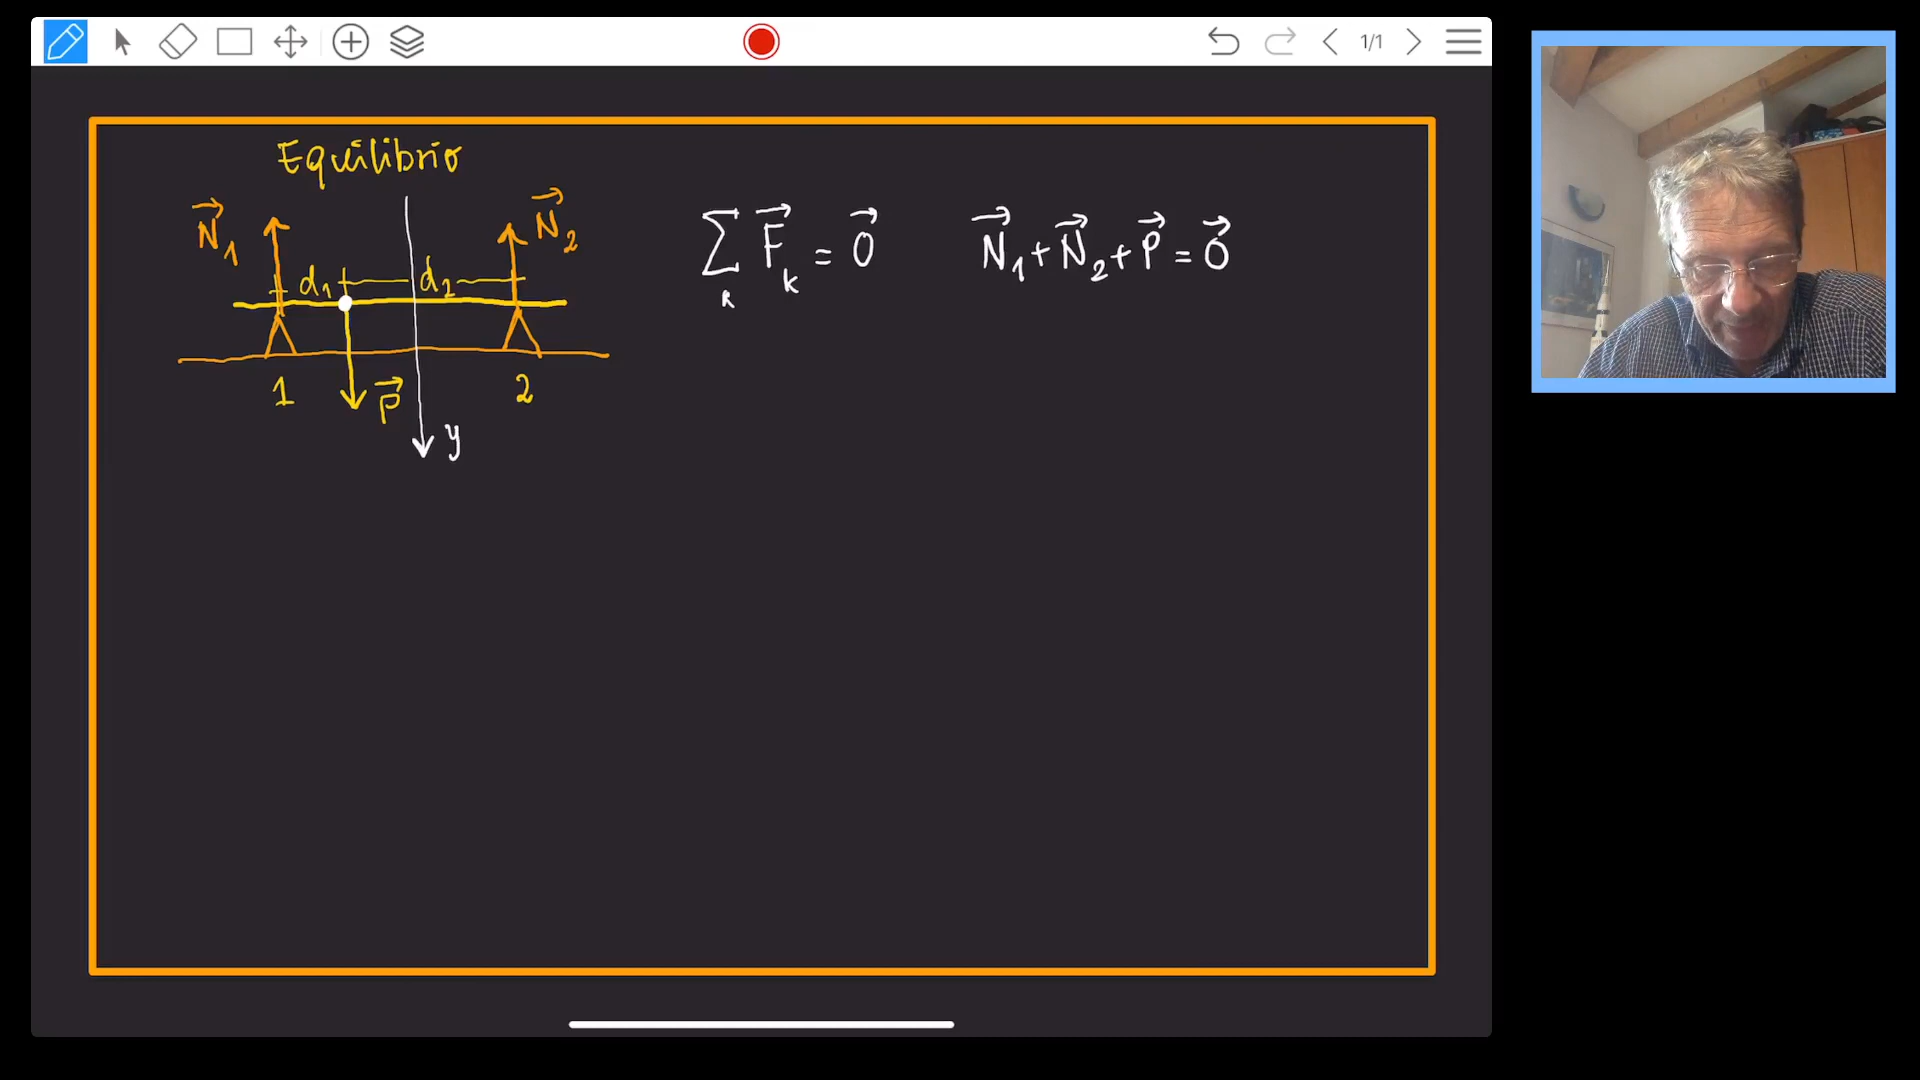 1/1
Equilibrio
N⃗₁ N⃗₂
d₁ d₂
1 P⃗ 2
y
∑ₖ F⃗ₖ = 0⃗ N⃗₁ + N⃗₂ + P⃗ = 0⃗